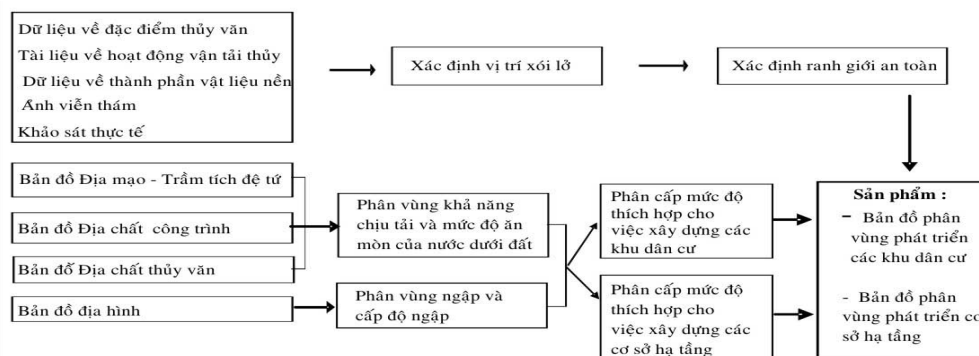 Dữ liệu về đặc điểm thủy văn
Tài liệu về hoạt động vận tải thủy
Dữ liệu về thành phần vật liệu nền
Ảnh viễn thám
Khảo sát thực tế
Xác định vị trí xói lở
Xác định ranh giới an toàn
Bản đồ Địa mạo - Trầm tích đệ tứ
Bản đồ Địa chất công trình
Bản đồ Địa chất thủy văn
Bản đồ địa hình
Phân vùng khả năng
chịu tải và mức độ ăn
mòn của nước dưới đất
Phân vùng ngập và
cấp độ ngập
Phân cấp mức độ
thích hợp cho
việc xây dựng các
khu dân cư
Phân cấp mức độ
thích hợp cho
việc xây dựng các
cơ sở hạ tầng
Sản phẩm :
- Bản đồ phân
vùng phát triển
các khu dân cư
- Bản đồ phân
vùng phát triển cơ
sở hạ tầng